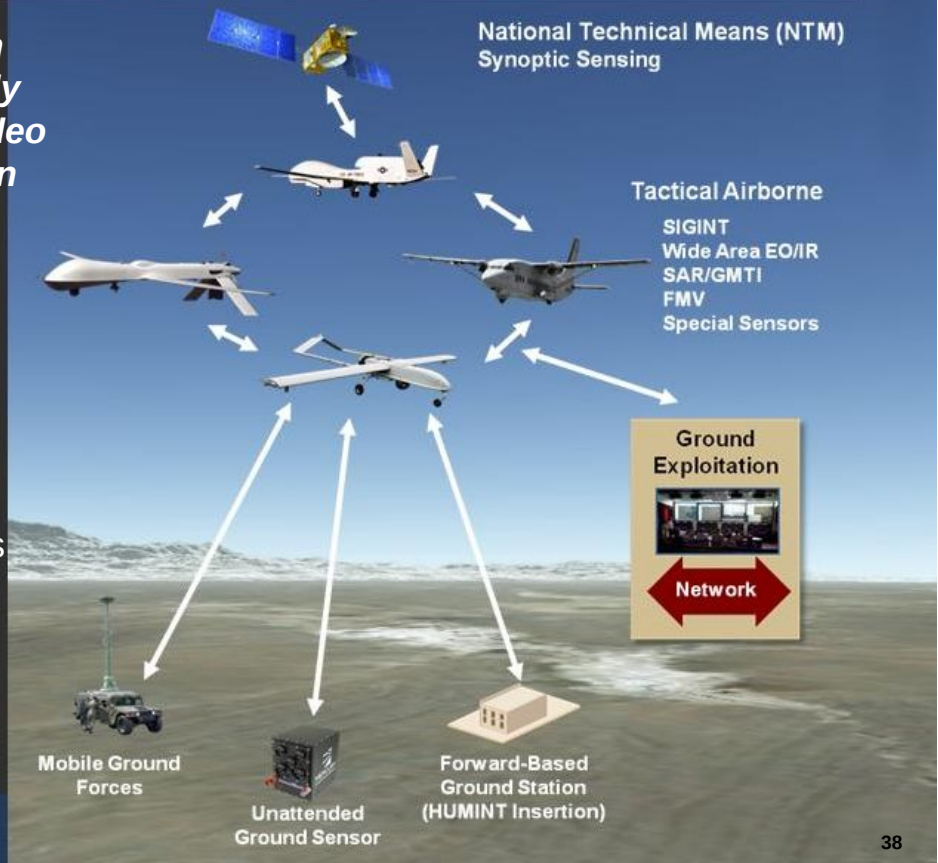 National Technical Means (NTM)
Synoptic Sensing
Tactical Airborne
SIGINT
Wide Area EO/IR
SAR/GMTI
FMV
Special Sensors
Ground
Exploitation
Network
Mobile Ground
Forces
Unattended
Ground Sensor
Forward-Based
Ground Station
(HUMINT Insertion)
38